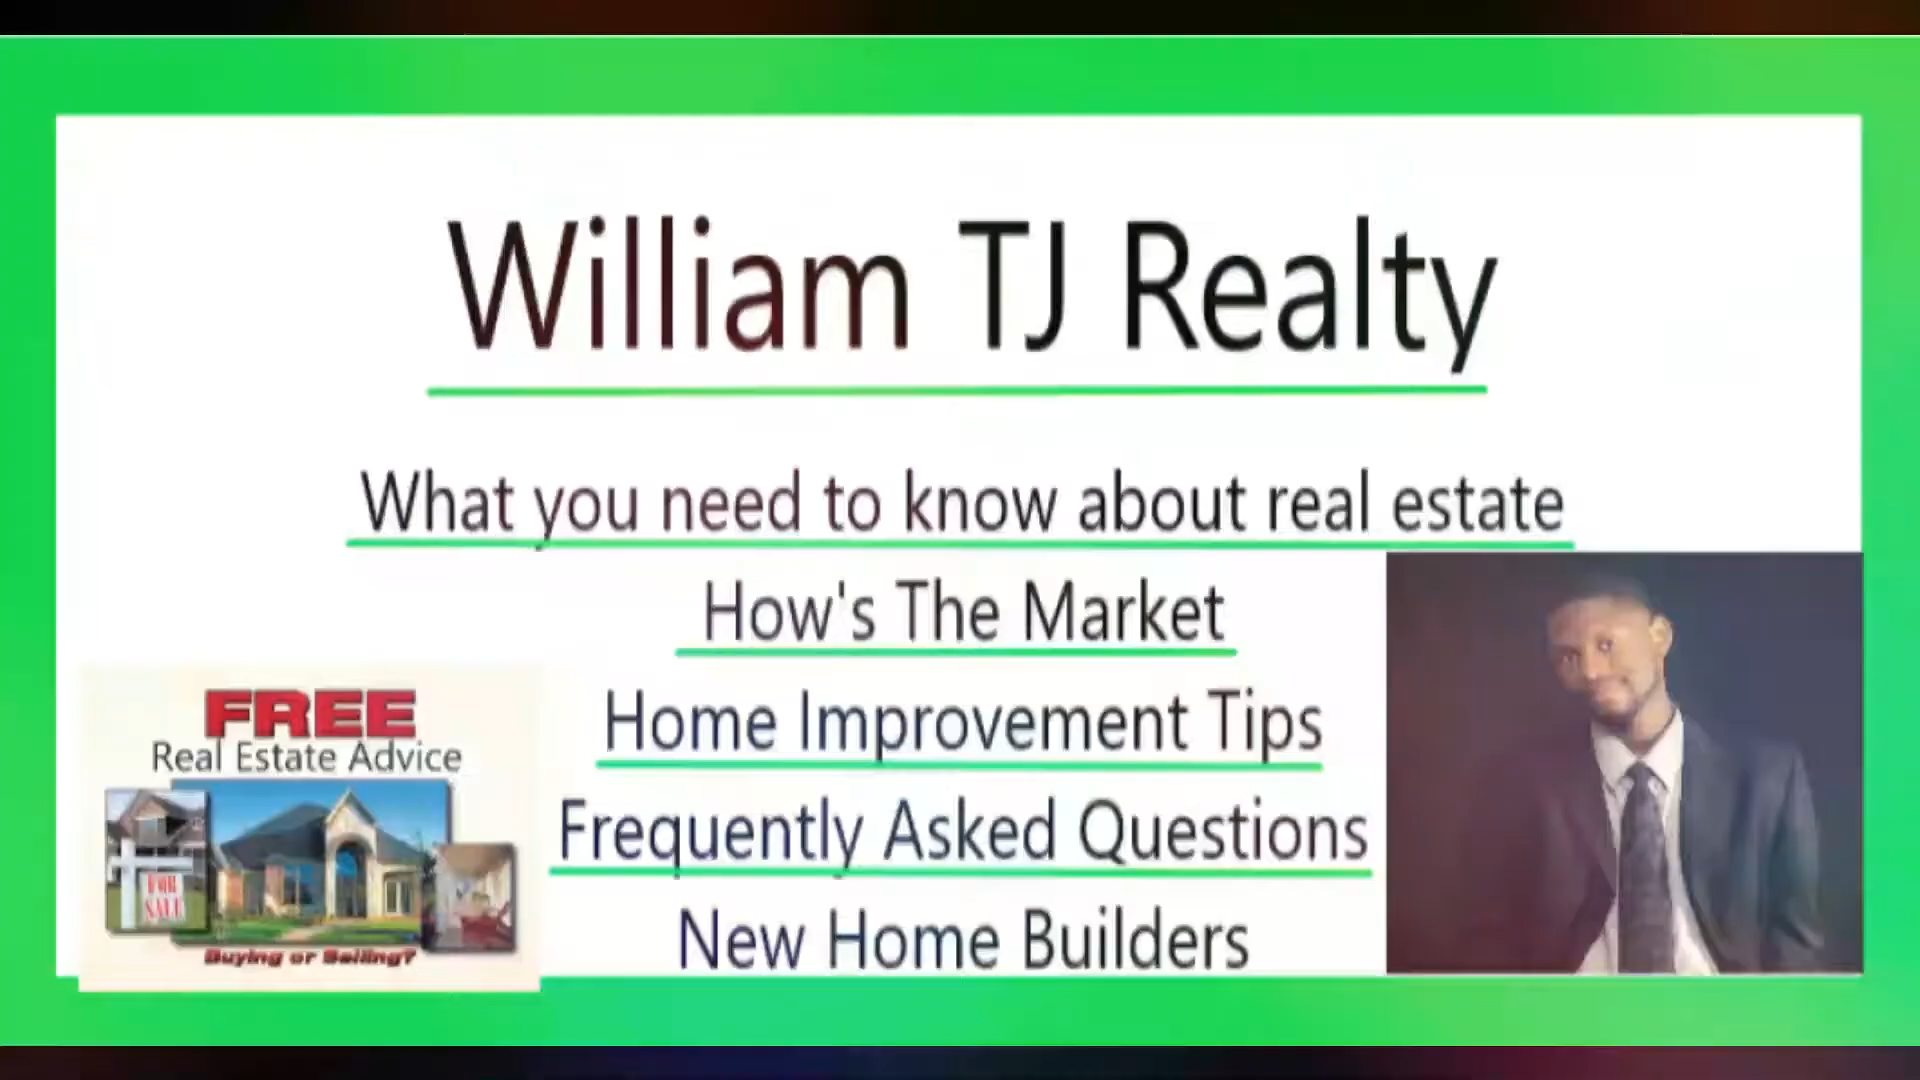 William TJ Realty
What you need to know about real estate
How's The Market
Home Improvement Tips
Frequently Asked Questions
New Home Builders
FREE
Real Estate Advice
FOR
SALE
Buying or Selling?